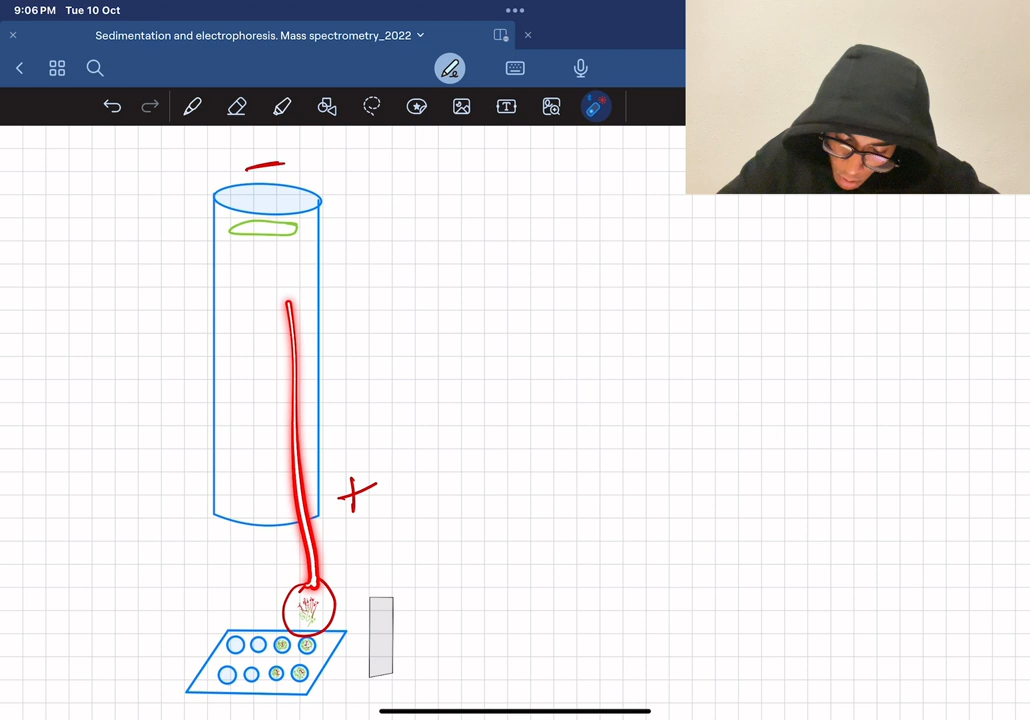 9:06 PM Tue 10 Oct
Sedimentation and electrophoresis. Mass spectrometry_2022
T
−
+